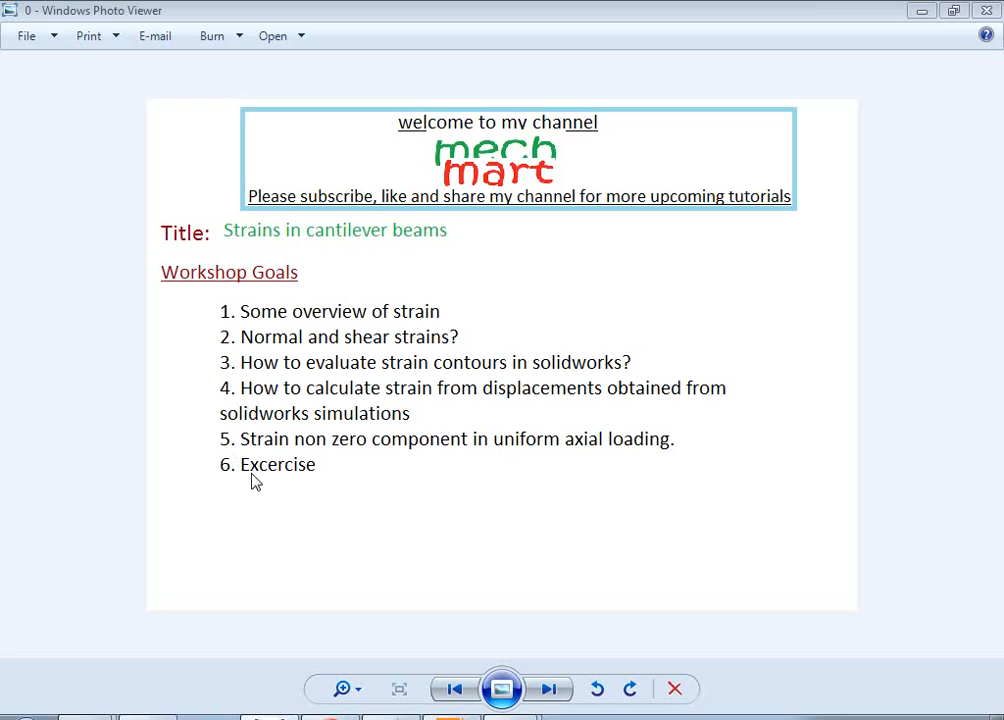 0 - Windows Photo Viewer
File Print E-mail Burn Open
welcome to my channel
mech
mart
Please subscribe, like and share my channel for more upcoming tutorials
Title: Strains in cantilever beams
Workshop Goals
1. Some overview of strain
2. Normal and shear strains?
3. How to evaluate strain contours in solidworks?
4. How to calculate strain from displacements obtained from
solidworks simulations
5. Strain non zero component in uniform axial loading.
6. Excercise